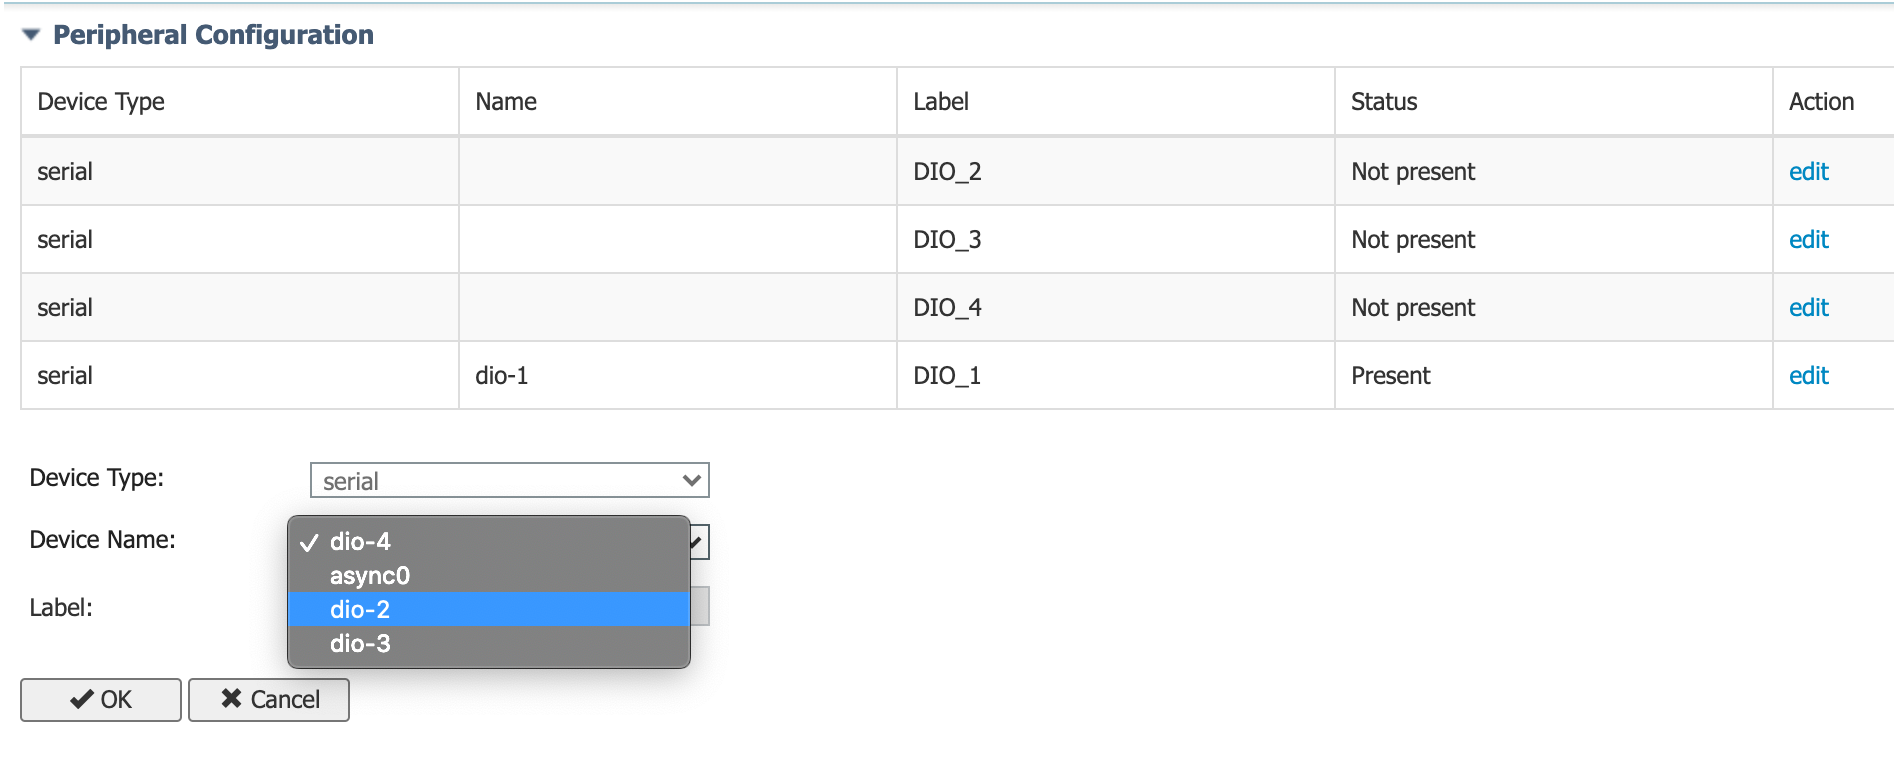 Peripheral Configuration
Device Type Name Label Status Action
serial DIO_2 Not present edit
serial DIO_3 Not present edit
serial DIO_4 Not present edit
serial dio-1 DIO_1 Present edit
Device Type: serial
Device Name:
dio-4
async0
Label:
dio-2
dio-3
OK Cancel